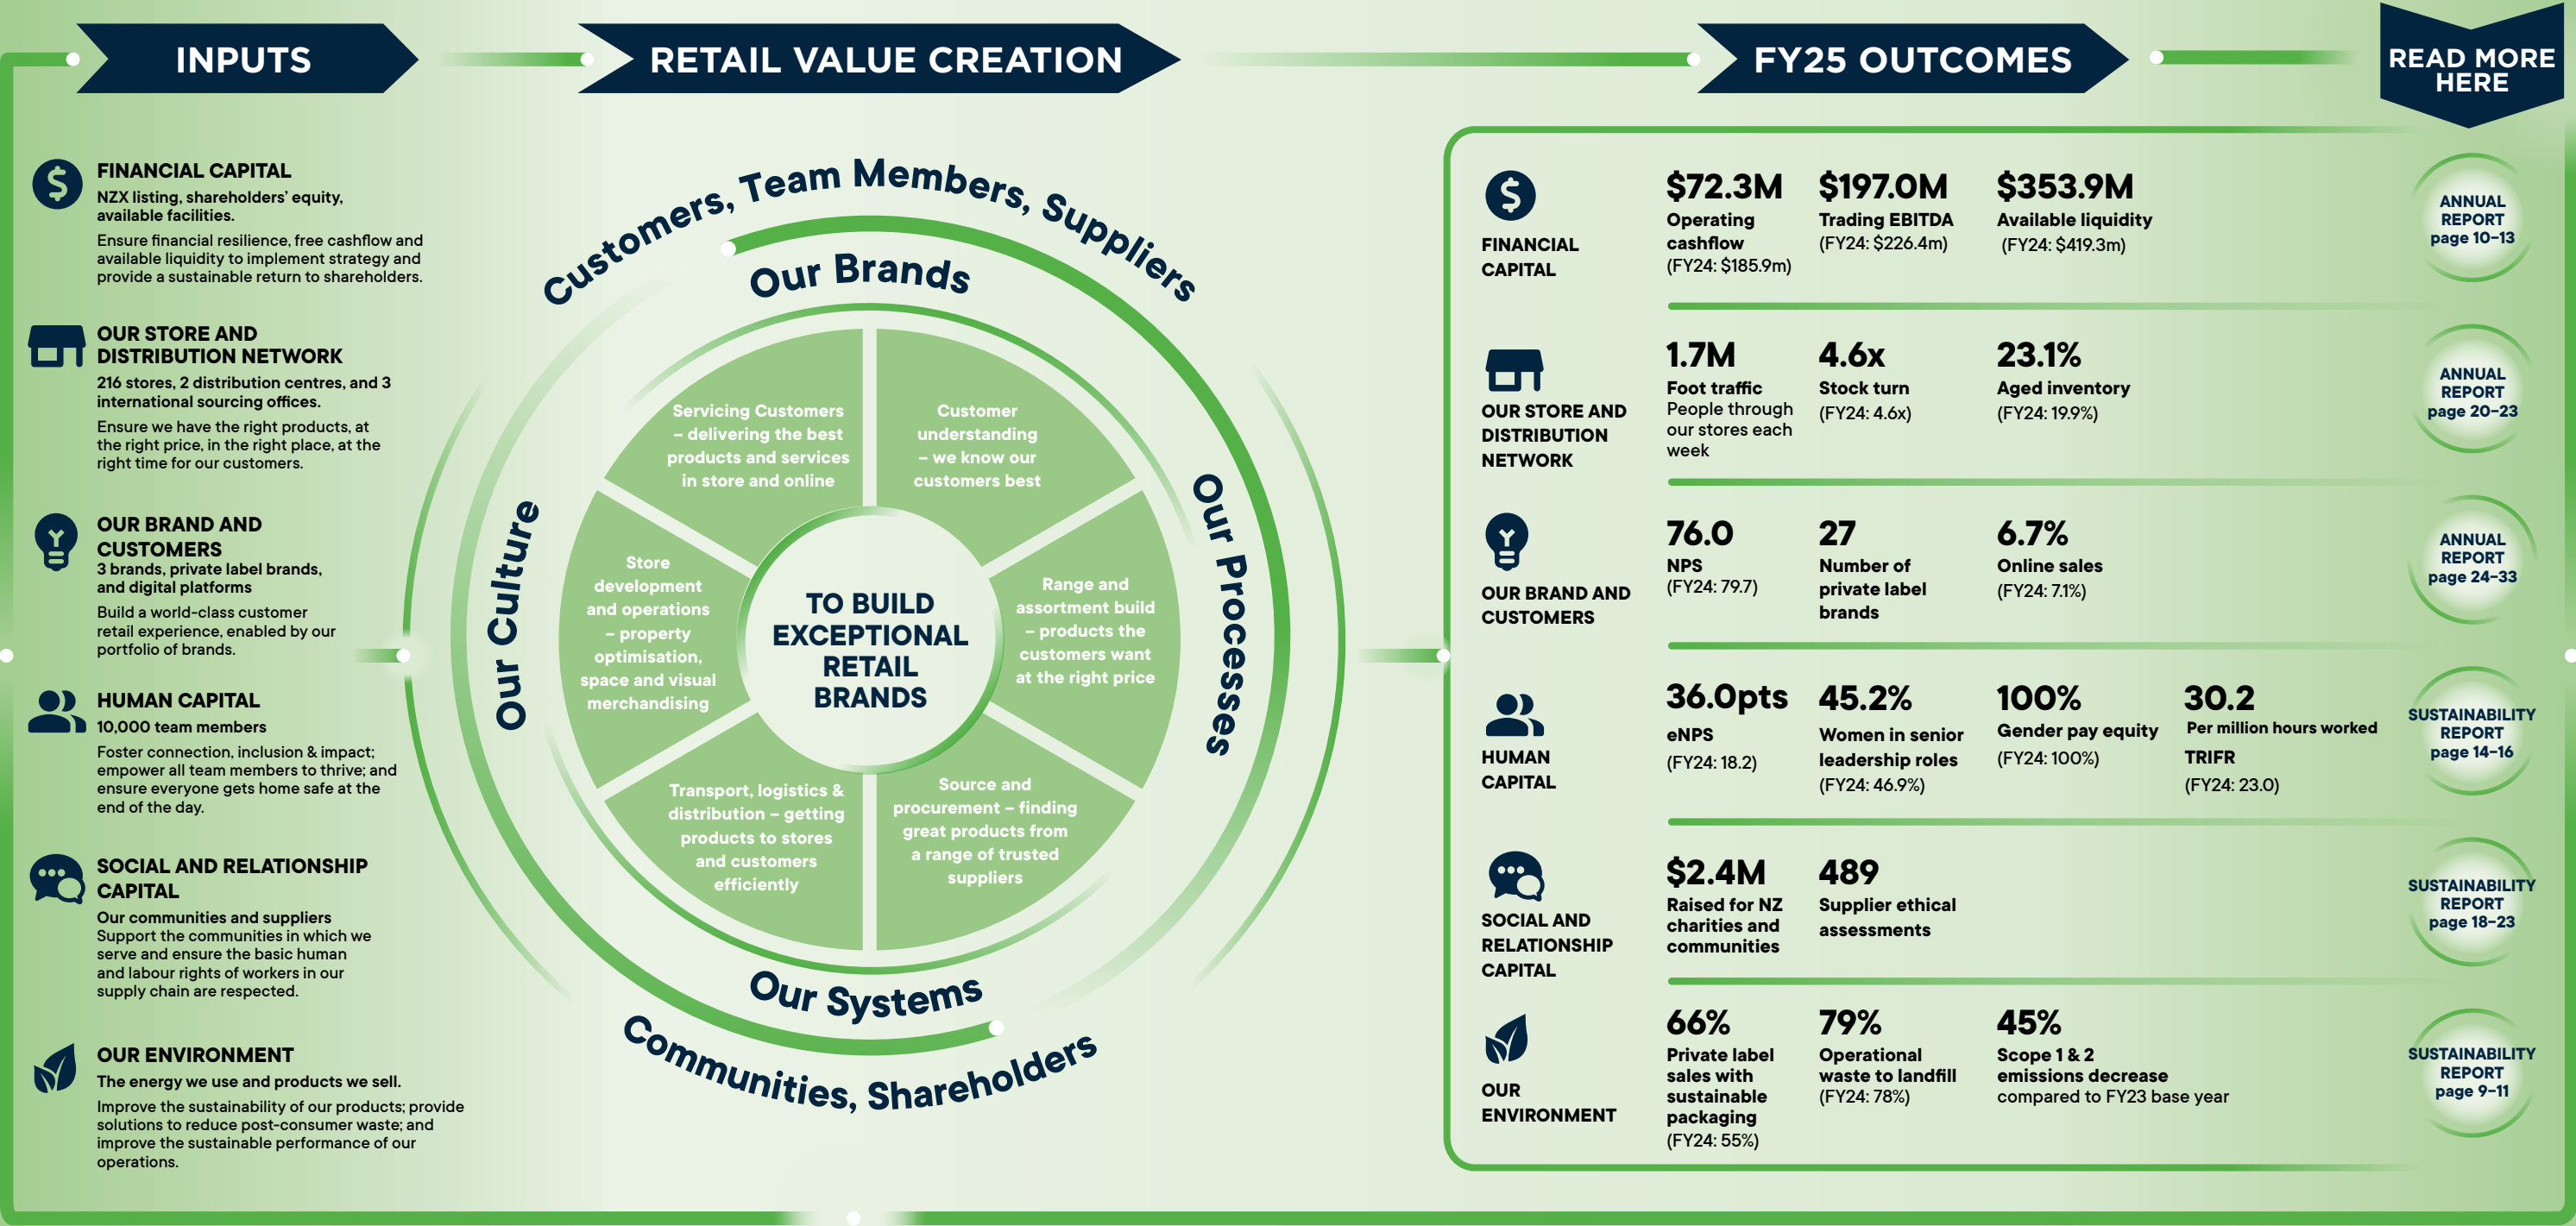 INPUTS
RETAIL VALUE CREATION
FY25 OUTCOMES
READ MORE
HERE
FINANCIAL CAPITAL
NZX listing, shareholders’ equity,
available facilities.
Ensure financial resilience, free cashflow and
available liquidity to implement strategy and
provide a sustainable return to shareholders.
OUR STORE AND
DISTRIBUTION NETWORK
216 stores, 2 distribution centres, and 3
international sourcing offices.
Ensure we have the right products, at
the right price, in the right place, at the
right time for our customers.
OUR BRAND AND
CUSTOMERS
3 brands, private label brands,
and digital platforms
Build a world-class customer
retail experience, enabled by our
portfolio of brands.
HUMAN CAPITAL
10,000 team members
Foster connection, inclusion & impact;
empower all team members to thrive; and
ensure everyone gets home safe at the
end of the day.
SOCIAL AND RELATIONSHIP
CAPITAL
Our communities and suppliers
Support the communities in which we
serve and ensure the basic human
and labour rights of workers in our
supply chain are respected.
OUR ENVIRONMENT
The energy we use and products we sell.
Improve the sustainability of our products; provide
solutions to reduce post-consumer waste; and
improve the sustainable performance of our
operations.
Customers, Team Members, Suppliers
Our Brands
Our Culture
Our Processes
Our Systems
Communities, Shareholders
Servicing Customers
– delivering the best
products and services
in store and online
Customer
understanding
– we know our
customers best
Store
development
and operations
– property
optimisation,
space and visual
merchandising
TO BUILD
EXCEPTIONAL
RETAIL
BRANDS
Range and
assortment build
– products the
customers want
at the right price
Transport, logistics &
distribution – getting
products to stores
and customers
efficiently
Source and
procurement – finding
great products from
a range of trusted
suppliers
FINANCIAL
CAPITAL
$72.3M
Operating
cashflow
(FY24: $185.9m)
$197.0M
Trading EBITDA
(FY24: $226.4m)
$353.9M
Available liquidity
(FY24: $419.3m)
ANNUAL
REPORT
page 10–13
OUR STORE AND
DISTRIBUTION
NETWORK
1.7M
Foot traffic
People through
our stores each
week
4.6x
Stock turn
(FY24: 4.6x)
23.1%
Aged inventory
(FY24: 19.9%)
ANNUAL
REPORT
page 20–23
OUR BRAND AND
CUSTOMERS
76.0
NPS
(FY24: 79.7)
27
Number of
private label
brands
6.7%
Online sales
(FY24: 7.1%)
ANNUAL
REPORT
page 24–33
HUMAN
CAPITAL
36.0pts
eNPS
(FY24: 18.2)
45.2%
Women in senior
leadership roles
(FY24: 46.9%)
100%
Gender pay equity
(FY24: 100%)
30.2
Per million hours worked
TRIFR
(FY24: 23.0)
SUSTAINABILITY
REPORT
page 14–16
SOCIAL AND
RELATIONSHIP
CAPITAL
$2.4M
Raised for NZ
charities and
communities
489
Supplier ethical
assessments
SUSTAINABILITY
REPORT
page 18–23
OUR
ENVIRONMENT
66%
Private label
sales with
sustainable
packaging
(FY24: 55%)
79%
Operational
waste to landfill
(FY24: 78%)
45%
Scope 1 & 2
emissions decrease
compared to FY23 base year
SUSTAINABILITY
REPORT
page 9–11